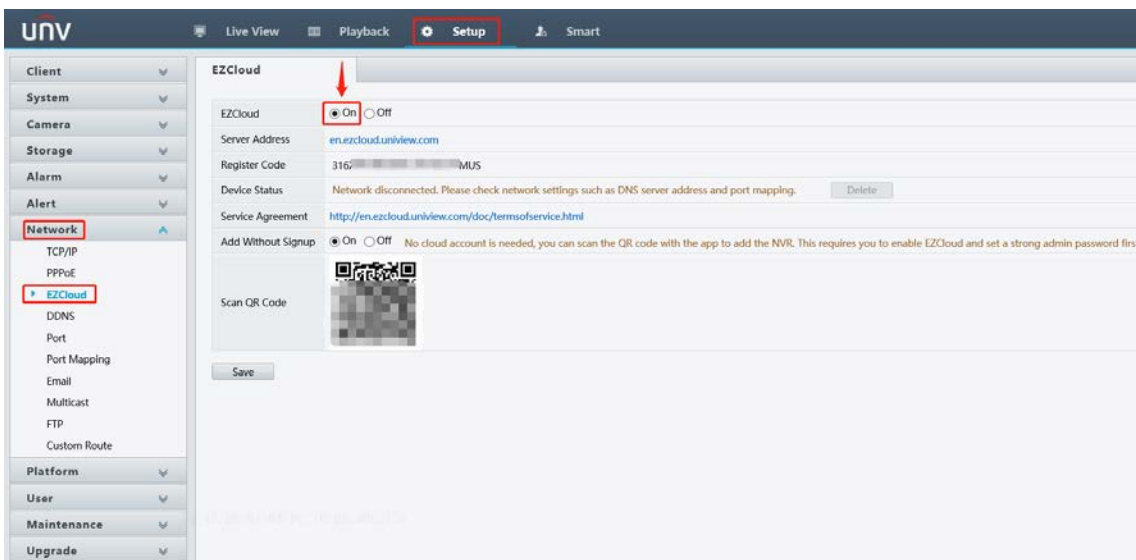 unv
Live View Playback Setup Smart
Client
System
Camera
Storage
Alarm
Alert
Network
TCP/IP
PPPoE
EZCloud
DDNS
Port
Port Mapping
Email
Multicast
FTP
Custom Route
Platform
User
Maintenance
Upgrade
EZCloud
EZCloud On Off
Server Address en.ezcloud.uniview.com
Register Code 316 MUS
Device Status Network disconnected. Please check network settings such as DNS server address and port mapping. Delete
Service Agreement http://en.ezcloud.uniview.com/doc/termsofservice.html
Add Without Signup On Off No cloud account is needed, you can scan the QR code with the app to add the NVR. This requires you to enable EZCloud and set a strong admin password firs
Scan QR Code
Save